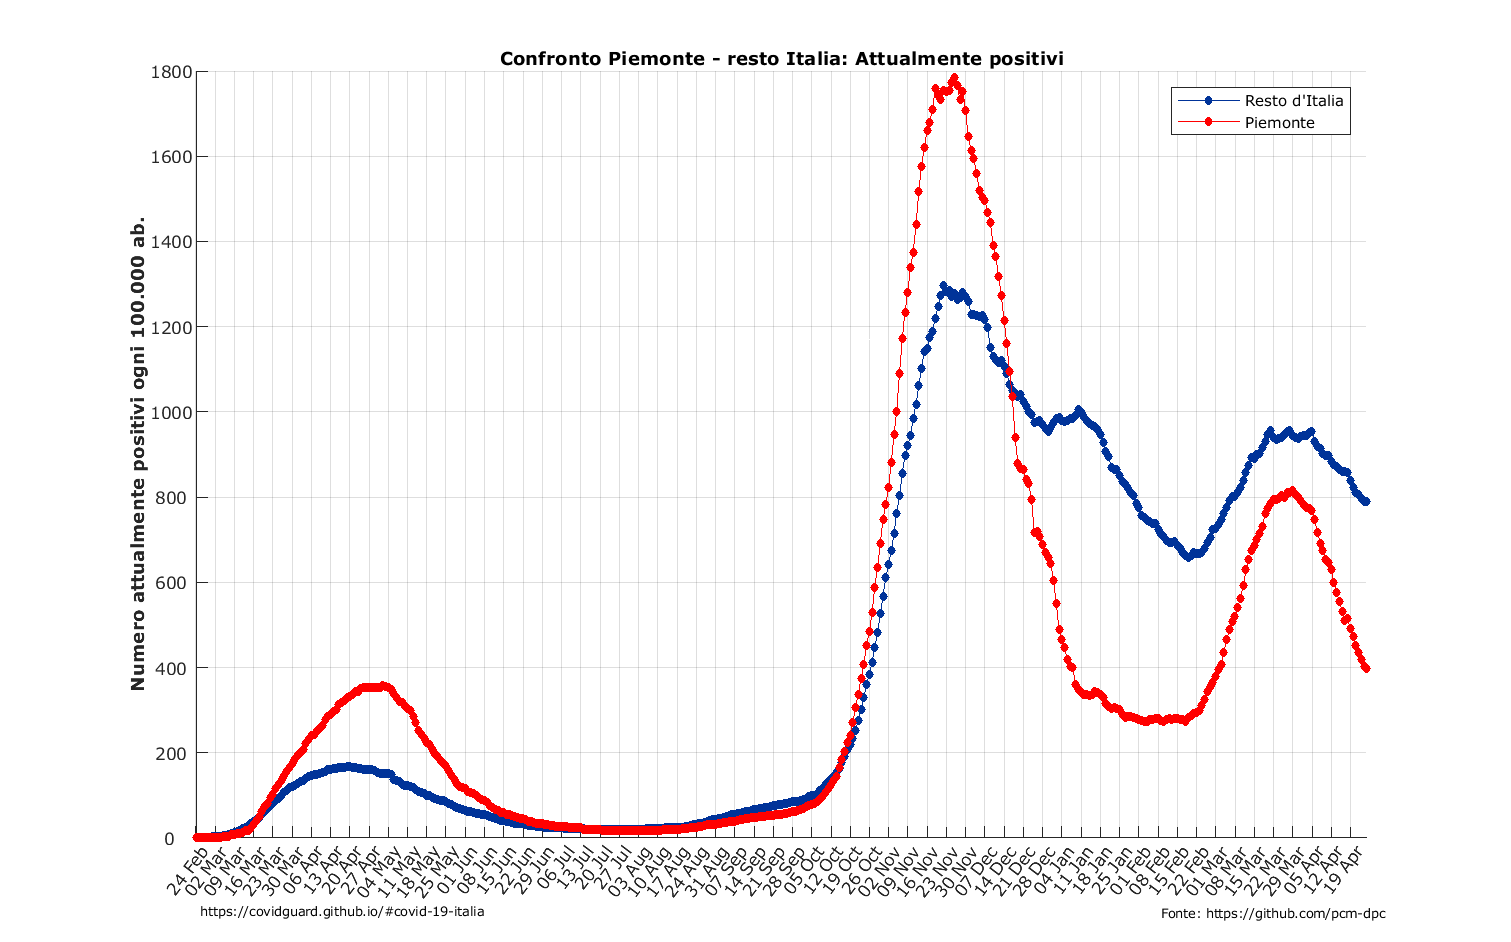 Confronto Piemonte - resto Italia: Attualmente positivi
Resto d'Italia
Piemonte
Numero attualmente positivi ogni 100.000 ab.
1800
1600
1400
1200
1000
800
600
400
200
0
24 Feb
02 Mar
09 Mar
16 Mar
23 Mar
30 Mar
06 Apr
13 Apr
20 Apr
27 Apr
04 May
11 May
18 May
25 May
01 Jun
08 Jun
15 Jun
22 Jun
29 Jun
06 Jul
13 Jul
20 Jul
27 Jul
03 Aug
10 Aug
17 Aug
24 Aug
31 Aug
07 Sep
14 Sep
21 Sep
28 Sep
05 Oct
12 Oct
19 Oct
26 Oct
02 Nov
09 Nov
16 Nov
23 Nov
30 Nov
07 Dec
14 Dec
21 Dec
28 Dec
04 Jan
11 Jan
18 Jan
25 Jan
01 Feb
08 Feb
15 Feb
22 Feb
01 Mar
08 Mar
15 Mar
22 Mar
29 Mar
05 Apr
12 Apr
19 Apr
https://covidguard.github.io/#covid-19-italia
Fonte: https://github.com/pcm-dpc